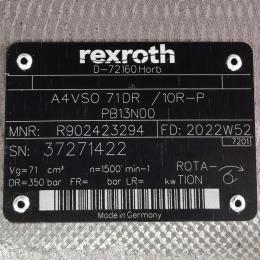 rexroth
D-72160 Horb
A4VSO 71DR /10R-P
PB13N00
MNR: R902423294 FD: 2022W52
7201
SN: 37271422
Vg= 71 cm³ n=1500 min-1 ROTA-
DR=350 bar FR= bar LR= kw TION
Made in Germany